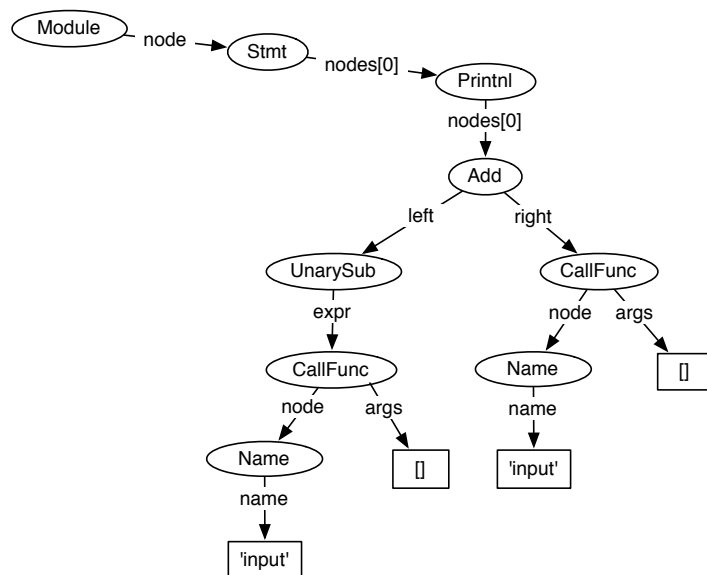 Module
node
Stmt
nodes[0]
Printnl
nodes[0]
Add
left right
UnarySub CallFunc
expr node args
CallFunc Name []
node args name
Name [] 'input'
name
'input'